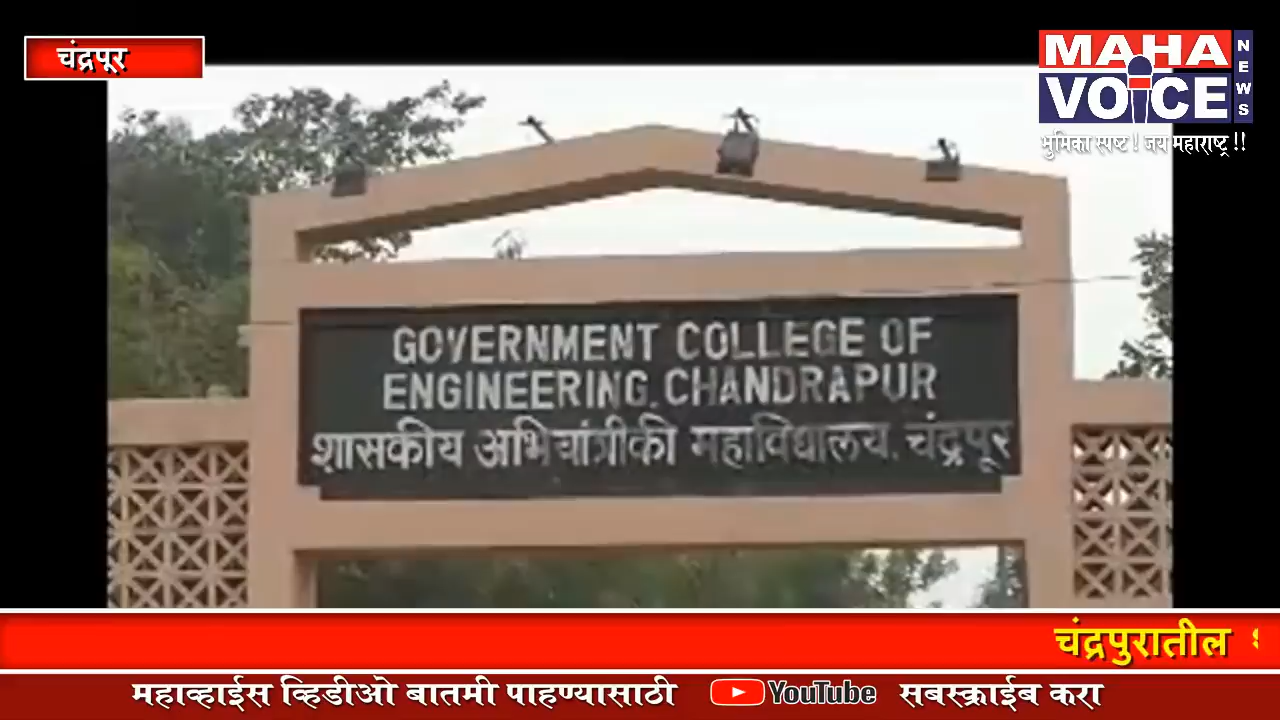 चंद्रपूर
MAHA
VOICE
NEWS
भुमिका स्पष्ट ! जय महाराष्ट्र !!
GOVERNMENT COLLEGE OF
ENGINEERING, CHANDRAPUR
शासकीय अभियांत्रीकी महाविद्यालय, चंद्रपूर
चंद्रपुरातील
महाव्हाईस व्हिडीओ बातमी पाहण्यासाठी YouTube सबस्क्राईब करा